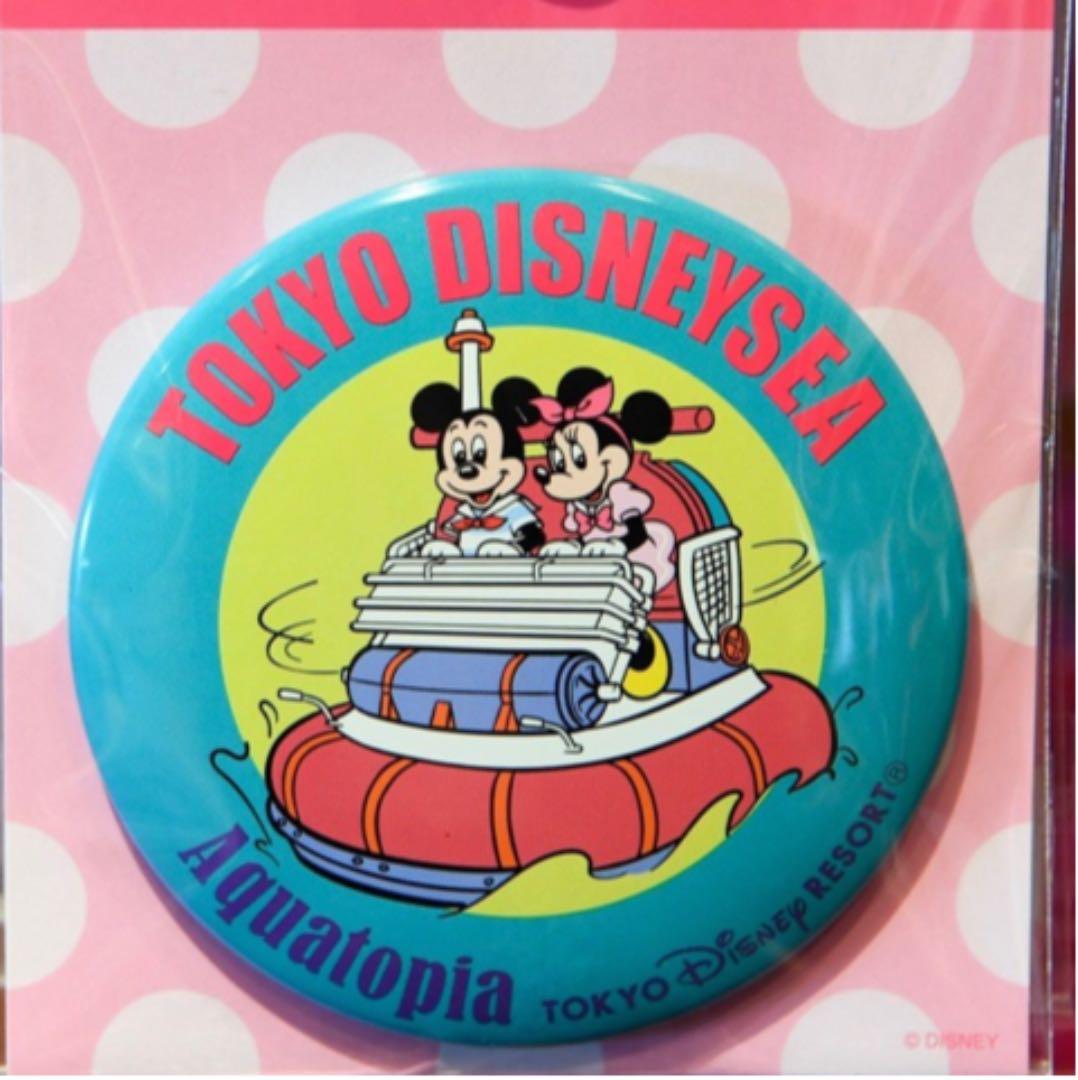 TOKYO DISNEYSEA
Aquatopia
TOKYO DISNEY RESORT®
© DISNEY